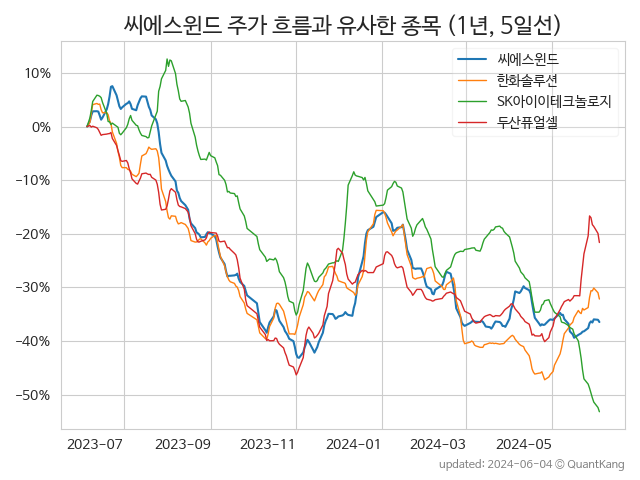 씨에스윈드 주가 흐름과 유사한 종목 (1년, 5일선)
씨에스윈드
한화솔루션
SK아이이테크놀로지
두산퓨얼셀
10%
0%
−10%
−20%
−30%
−40%
−50%
2023-07 2023-09 2023-11 2024-01 2024-03 2024-05
updated: 2024-06-04 © QuantKang